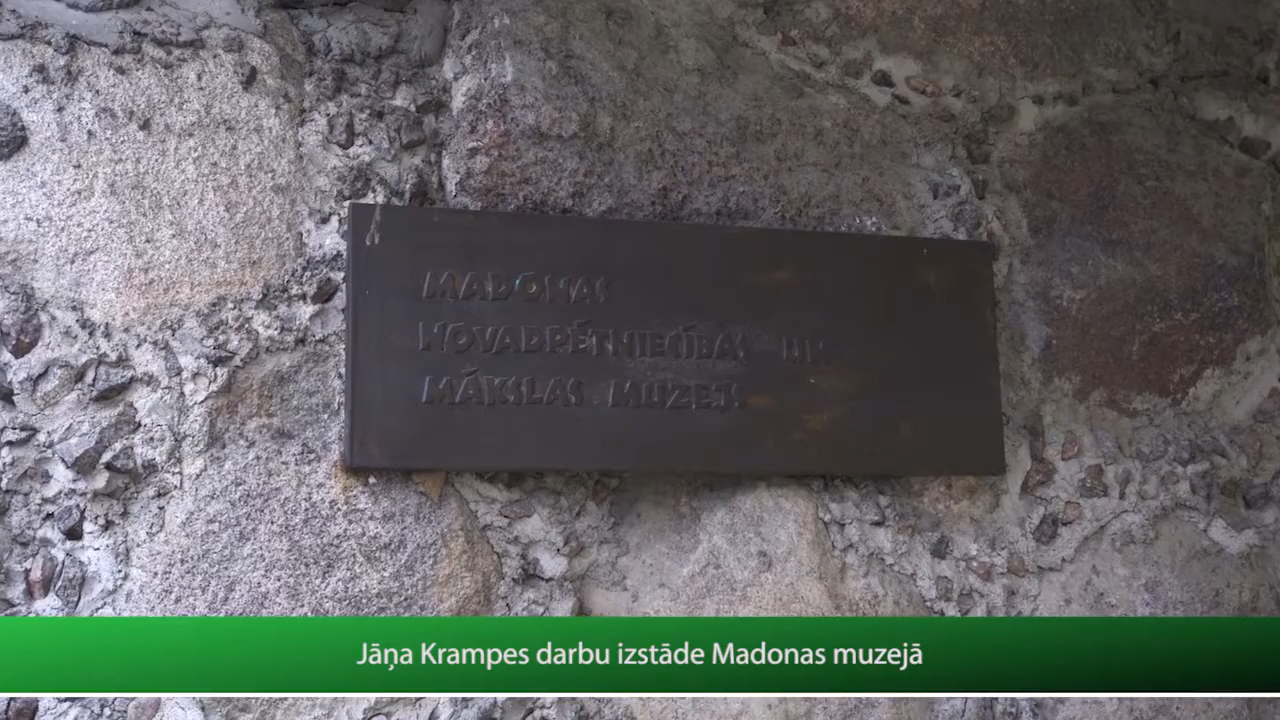 MADONAS
NOVADPĒTNIECĪBAS UN
MĀKSLAS MUZEJS
Jāņa Krampes darbu izstāde Madonas muzejā